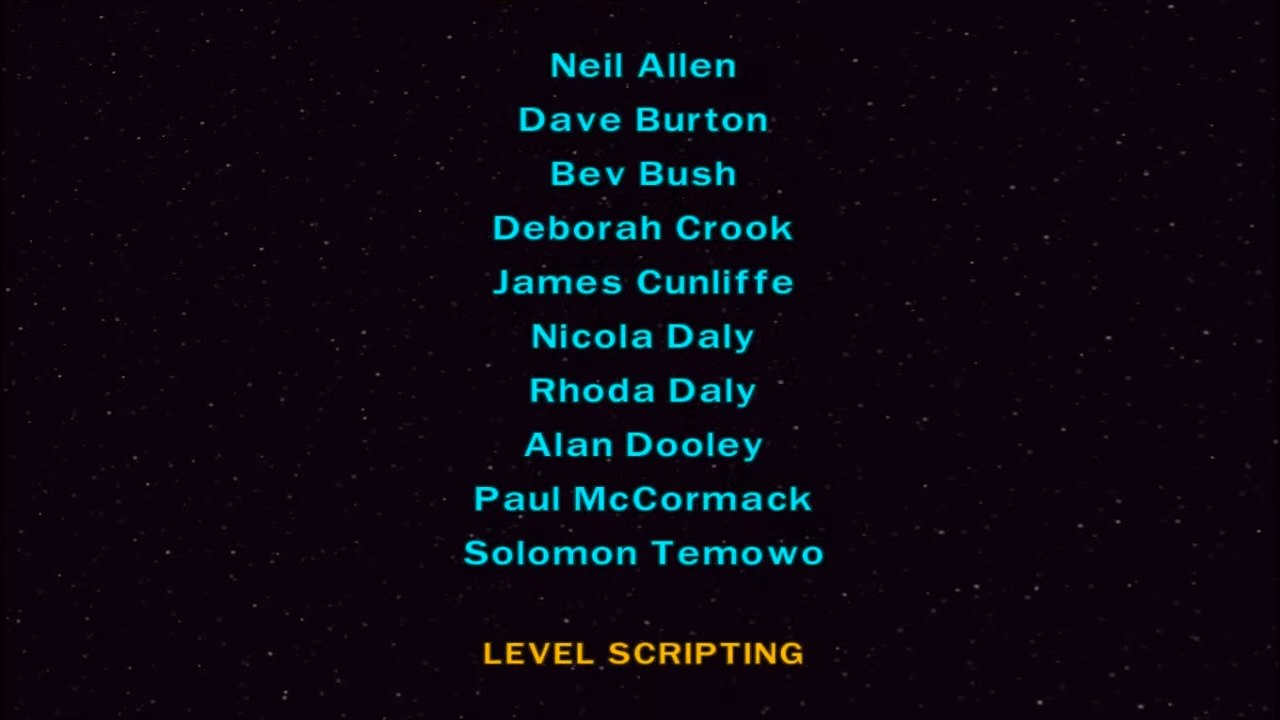 Neil Allen
Dave Burton
Bev Bush
Deborah Crook
James Cunliffe
Nicola Daly
Rhoda Daly
Alan Dooley
Paul McCormack
Solomon Temowo
LEVEL SCRIPTING